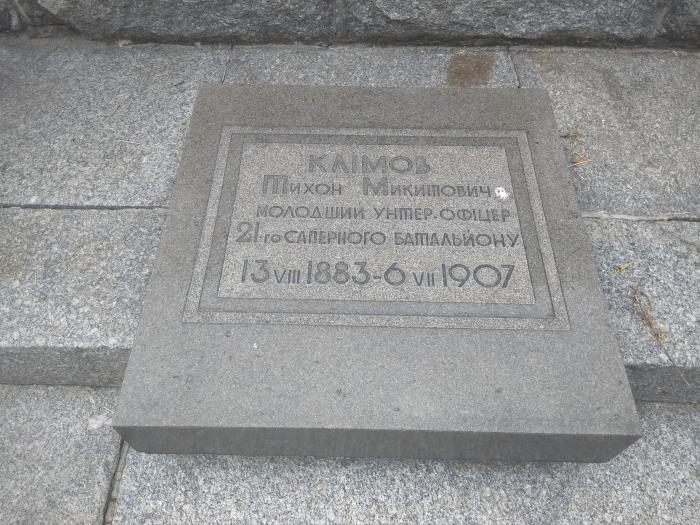 КЛІМОВ
Тихон Микитович
МОЛОДШИЙ УНТЕР.ОФІЦЕР
21-го САПЕРНОГО БАТАЛЬЙОНУ
13 VIII 1883-6 VII 1907